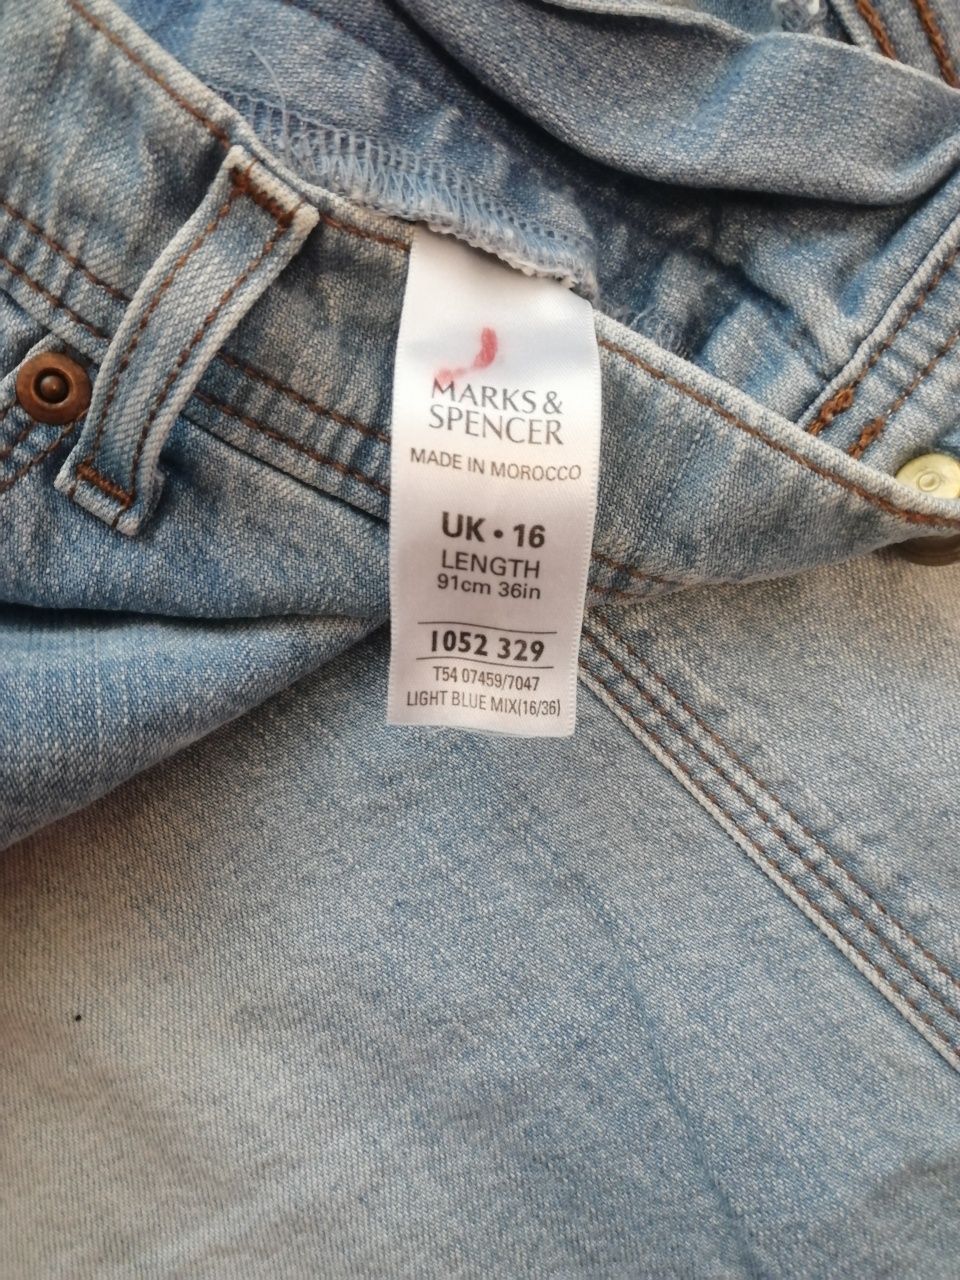 MARKS &
SPENCER
MADE IN MOROCCO
UK • 16
LENGTH
91cm 36in
1052 329
T54 07459/7047
LIGHT BLUE MIX(16/36)